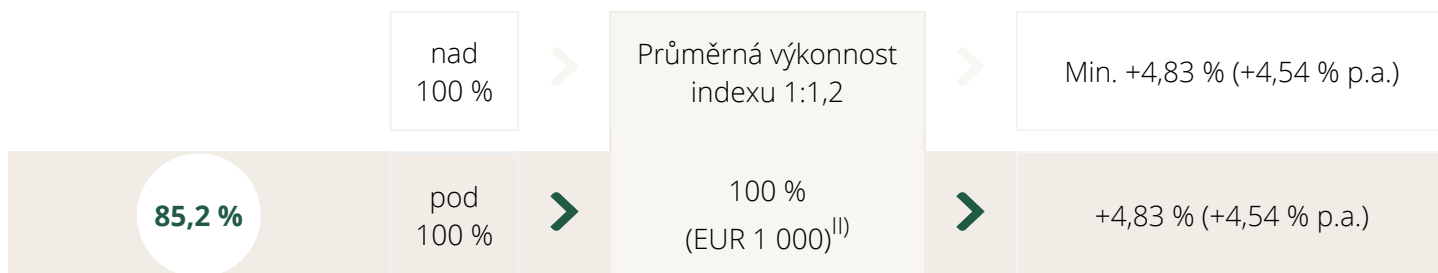 nad
100 %
Průměrná výkonnost
indexu 1:1,2
Min. +4,83 % (+4,54 % p.a.)
85,2 %
pod
100 %
100 %
(EUR 1 000)II)
+4,83 % (+4,54 % p.a.)